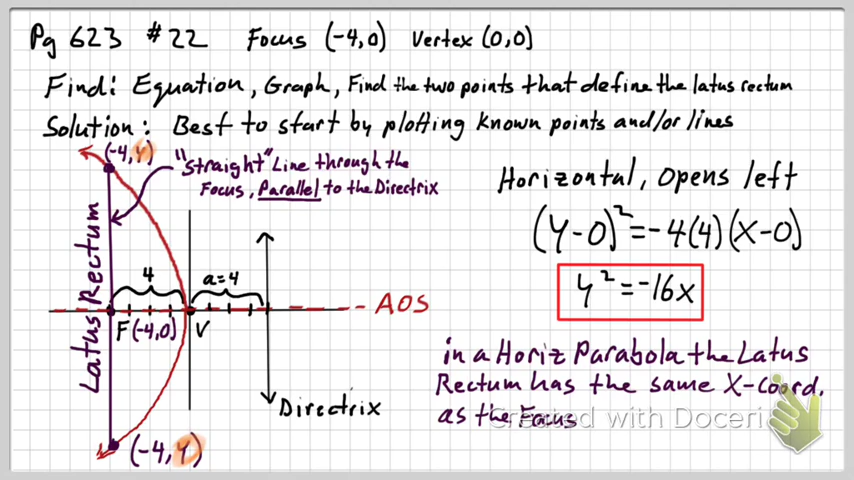 Pg 623 #22 Focus (-4,0) Vertex (0,0)
Find: Equation, Graph, Find the two points that define the latus rectum
Solution: Best to start by plotting known points and/or lines
(-4,Y)
"Straight" Line through the
Focus, Parallel to the Directrix
Latus Rectum
4
a=4
F(-4,0)
V
AOS
Directrix
(-4,Y)
Horizontal, Opens left
(Y-0)²=-4(4)(X-0)
y²=-16x
in a Horiz Parabola the Latus
Rectum has the same X-coord.
as the Focus
Created with Doceri